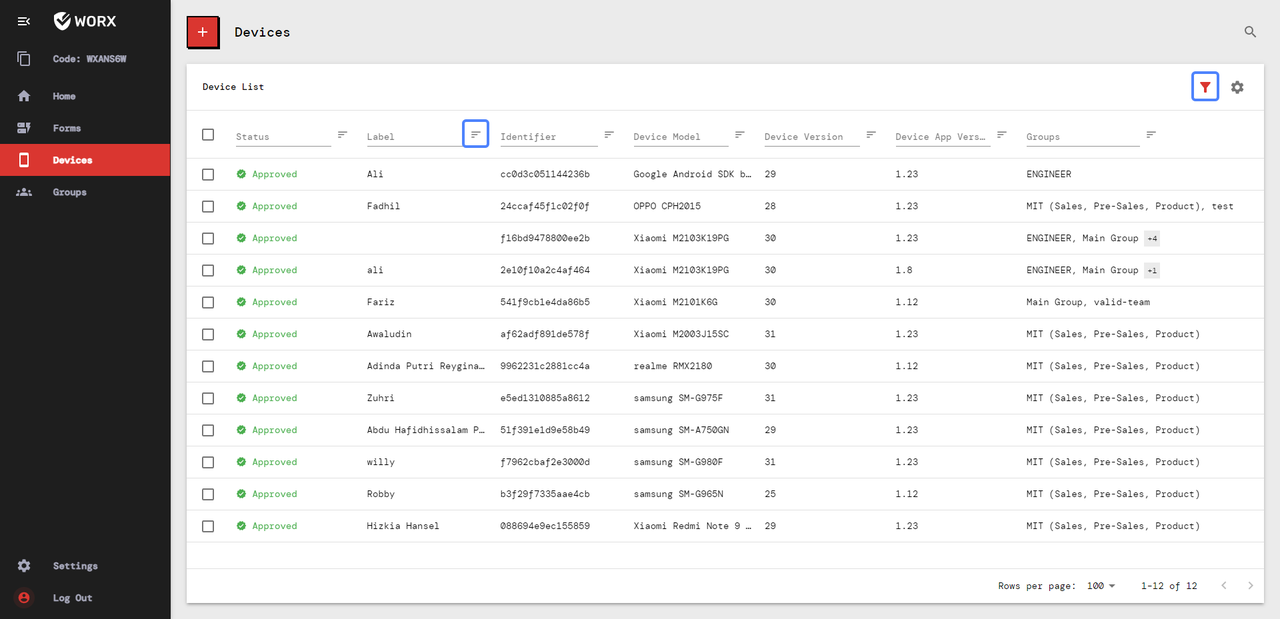 WORX
Code: WXANS6W
Home
Forms
Devices
Groups
Settings
Log Out
+ Devices
Device List
Status Label Identifier Device Model Device Version Device App Vers… Groups
Approved Ali cc0d3c051144236b Google Android SDK b… 29 1.23 ENGINEER
Approved Fadhil 24ccaf45f1c02f0f OPPO CPH2015 28 1.23 MIT (Sales, Pre-Sales, Product), test
Approved f16bd9478800ee2b Xiaomi M2103K19PG 30 1.23 ENGINEER, Main Group +4
Approved ali 2e10f10a2c4af464 Xiaomi M2103K19PG 30 1.8 ENGINEER, Main Group +1
Approved Fariz 541f9cb1e4da86b5 Xiaomi M2101K6G 30 1.12 Main Group, valid-team
Approved Awaludin af62adf891de578f Xiaomi M2003J15SC 31 1.23 MIT (Sales, Pre-Sales, Product)
Approved Adinda Putri Reygina… 9962231c2881cc4a realme RMX2180 30 1.12 MIT (Sales, Pre-Sales, Product)
Approved Zuhri e5ed1310885a8612 samsung SM-G975F 31 1.23 MIT (Sales, Pre-Sales, Product)
Approved Abdu Hafidhissalam P… 51f391e1d9e58b49 samsung SM-A750GN 29 1.23 MIT (Sales, Pre-Sales, Product)
Approved willy f7962cbaf2e3000d samsung SM-G980F 31 1.23 MIT (Sales, Pre-Sales, Product)
Approved Robby b3f29f7335aae4cb samsung SM-G965N 25 1.12 MIT (Sales, Pre-Sales, Product)
Approved Hizkia Hansel 088694e9ec155859 Xiaomi Redmi Note 9 … 29 1.23 MIT (Sales, Pre-Sales, Product)
Rows per page: 100 1-12 of 12